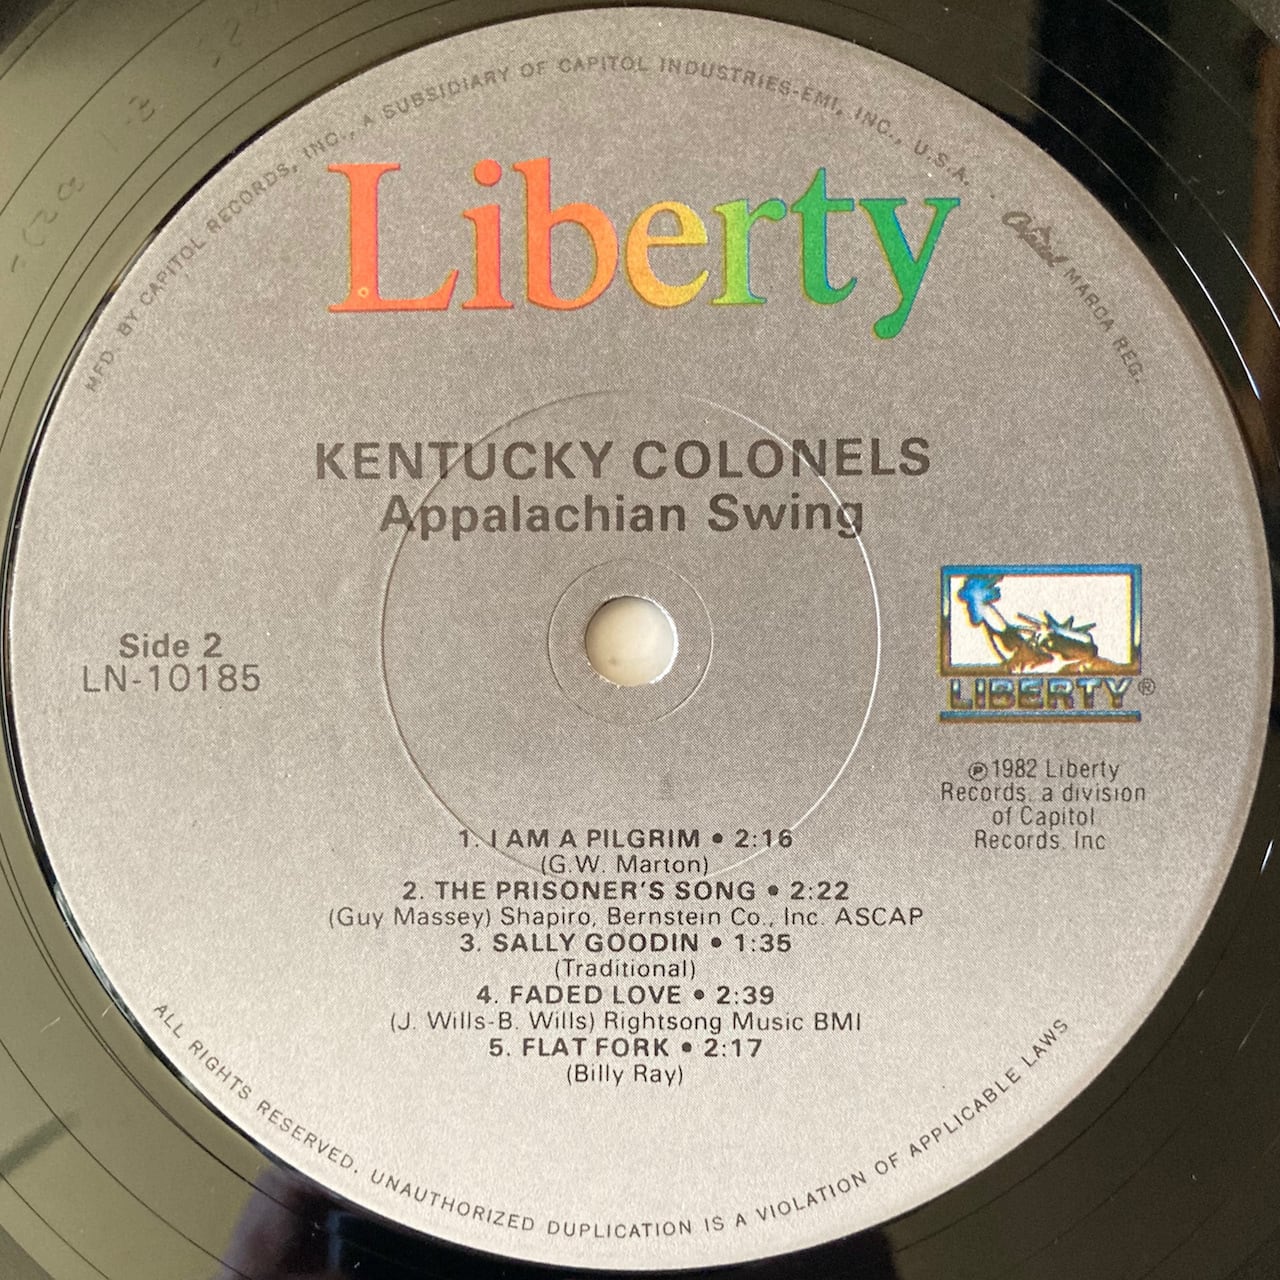 MFD. BY CAPITOL RECORDS, INC., A SUBSIDIARY OF CAPITOL INDUSTRIES-EMI, INC., U.S.A. . Capitol MARCA REG.
Liberty
KENTUCKY COLONELS
Appalachian Swing
Side 2
LN-10185
LIBERTY®
℗1982 Liberty
Records, a division
of Capitol
Records, Inc
1. I AM A PILGRIM • 2:16
(G.W. Marton)
2. THE PRISONER'S SONG • 2:22
(Guy Massey) Shapiro, Bernstein Co., Inc. ASCAP
3. SALLY GOODIN • 1:35
(Traditional)
4. FADED LOVE • 2:39
(J. Wills-B. Wills) Rightsong Music BMI
5. FLAT FORK • 2:17
(Billy Ray)
ALL RIGHTS RESERVED. UNAUTHORIZED DUPLICATION IS A VIOLATION OF APPLICABLE LAWS